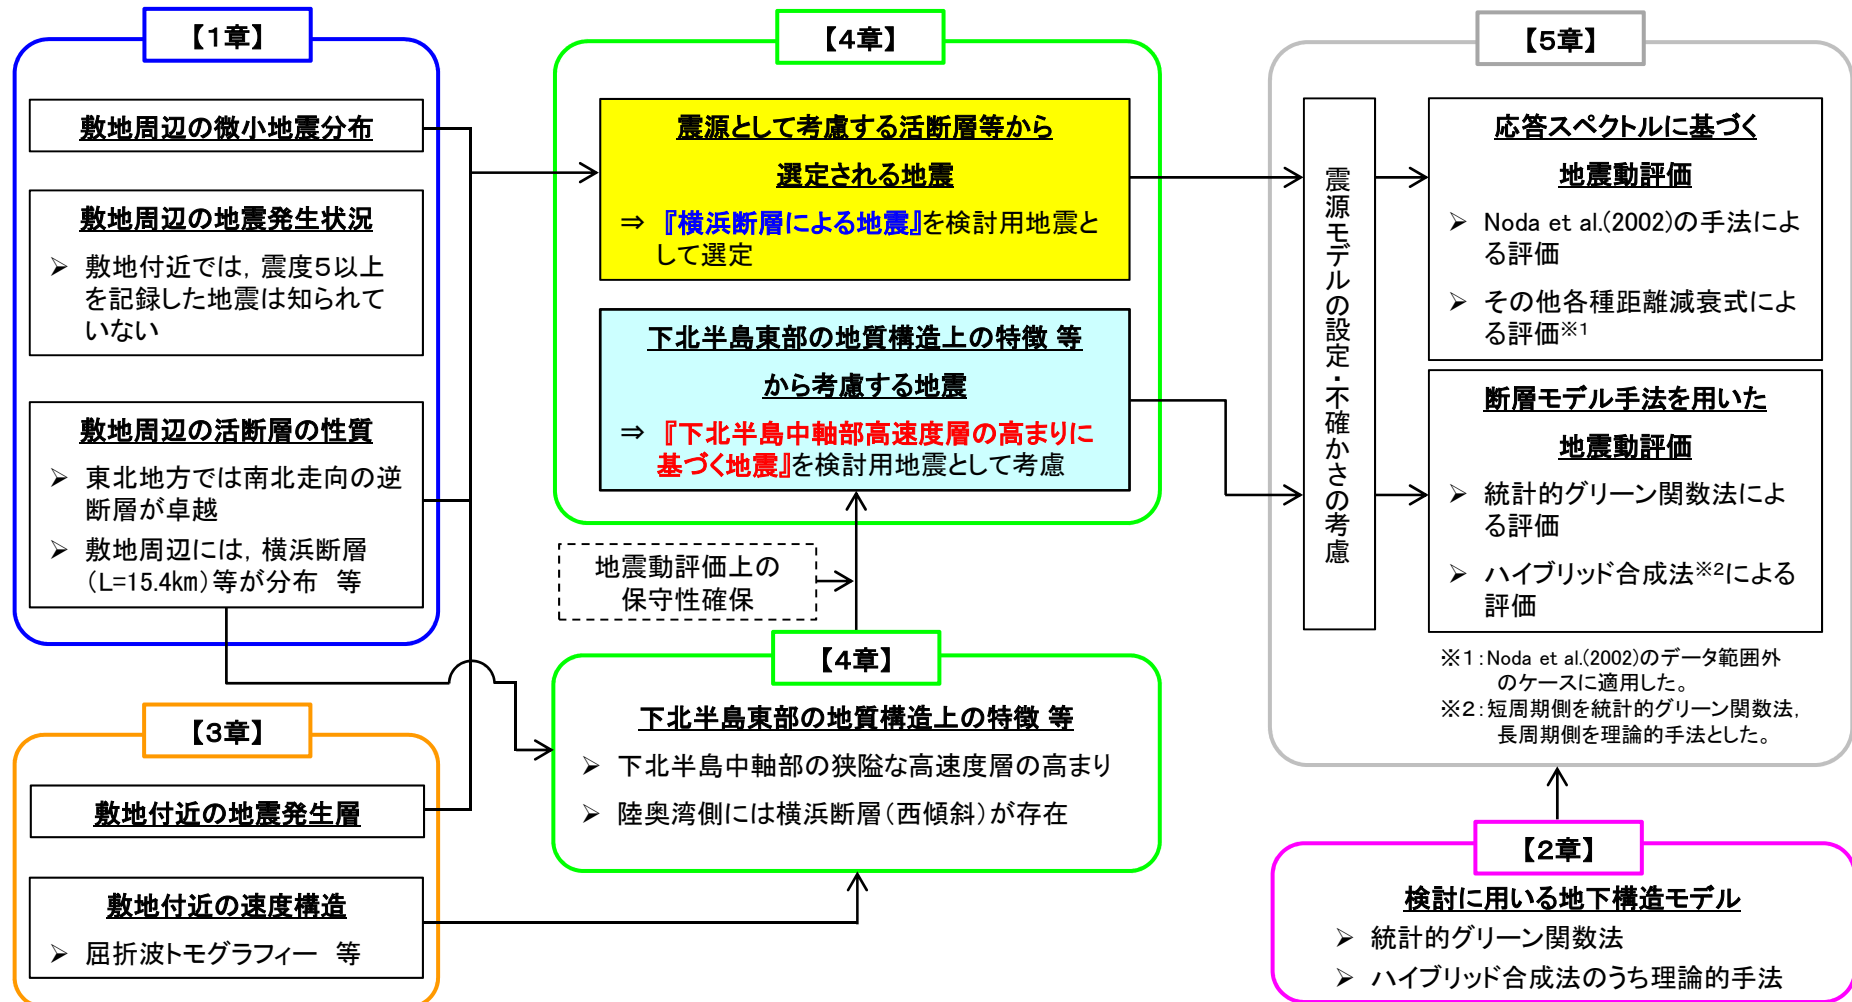 【1章】
敷地周辺の微小地震分布
敷地周辺の地震発生状況
➢ 敷地付近では，震度５以上
を記録した地震は知られて
いない
敷地周辺の活断層の性質
➢ 東北地方では南北走向の逆
断層が卓越
➢ 敷地周辺には，横浜断層
（L=15.4km）等が分布 等
【3章】
敷地付近の地震発生層
敷地付近の速度構造
➢ 屈折波トモグラフィー 等
【4章】
震源として考慮する活断層等から
選定される地震
⇒ 『横浜断層による地震』を検討用地震と
して選定
下北半島東部の地質構造上の特徴 等
から考慮する地震
⇒ 『下北半島中軸部高速度層の高まりに
基づく地震』を検討用地震として考慮
地震動評価上の
保守性確保
【4章】
下北半島東部の地質構造上の特徴 等
➢ 下北半島中軸部の狭隘な高速度層の高まり
➢ 陸奥湾側には横浜断層（西傾斜）が存在
【5章】
震源モデルの設定・不確かさの考慮
応答スペクトルに基づく
地震動評価
➢ Noda et al.(2002)の手法によ
る評価
➢ その他各種距離減衰式によ
る評価※1
断層モデル手法を用いた
地震動評価
➢ 統計的グリーン関数法によ
る評価
➢ ハイブリッド合成法※2による
評価
※１：Noda et al.(2002)のデータ範囲外
のケースに適用した。
※２：短周期側を統計的グリーン関数法，
長周期側を理論的手法とした。
【2章】
検討に用いる地下構造モデル
➢ 統計的グリーン関数法
➢ ハイブリッド合成法のうち理論的手法